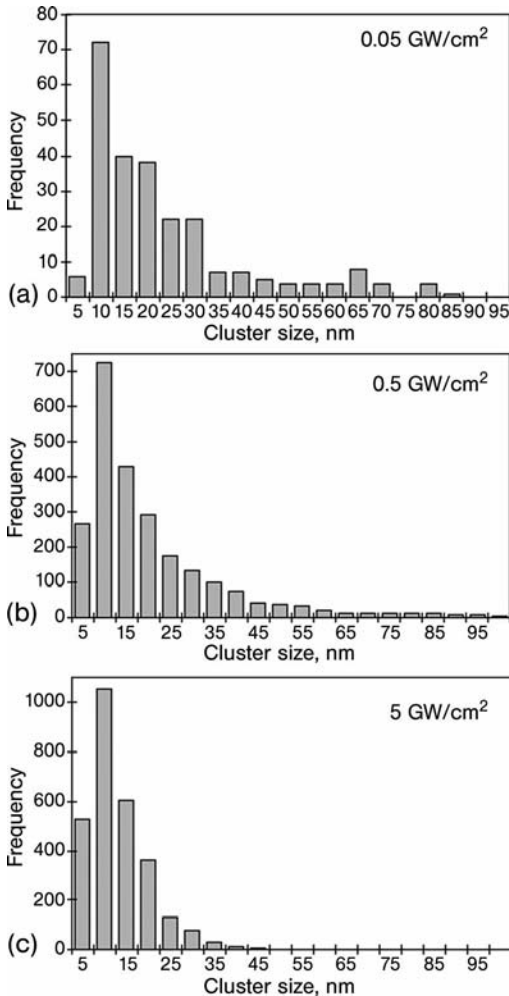 80
0.05 GW/cm²
70
60
50
40
30
20
10
0
Frequency
(a)
5 10 15 20 25 30 35 40 45 50 55 60 65 70 75 80 85 90 95
Cluster size, nm
700
0.5 GW/cm²
600
500
400
300
200
100
0
Frequency
(b)
5 15 25 35 45 55 65 75 85 95
Cluster size, nm
1000
5 GW/cm²
800
600
400
200
0
Frequency
(c)
5 15 25 35 45 55 65 75 85 95
Cluster size, nm